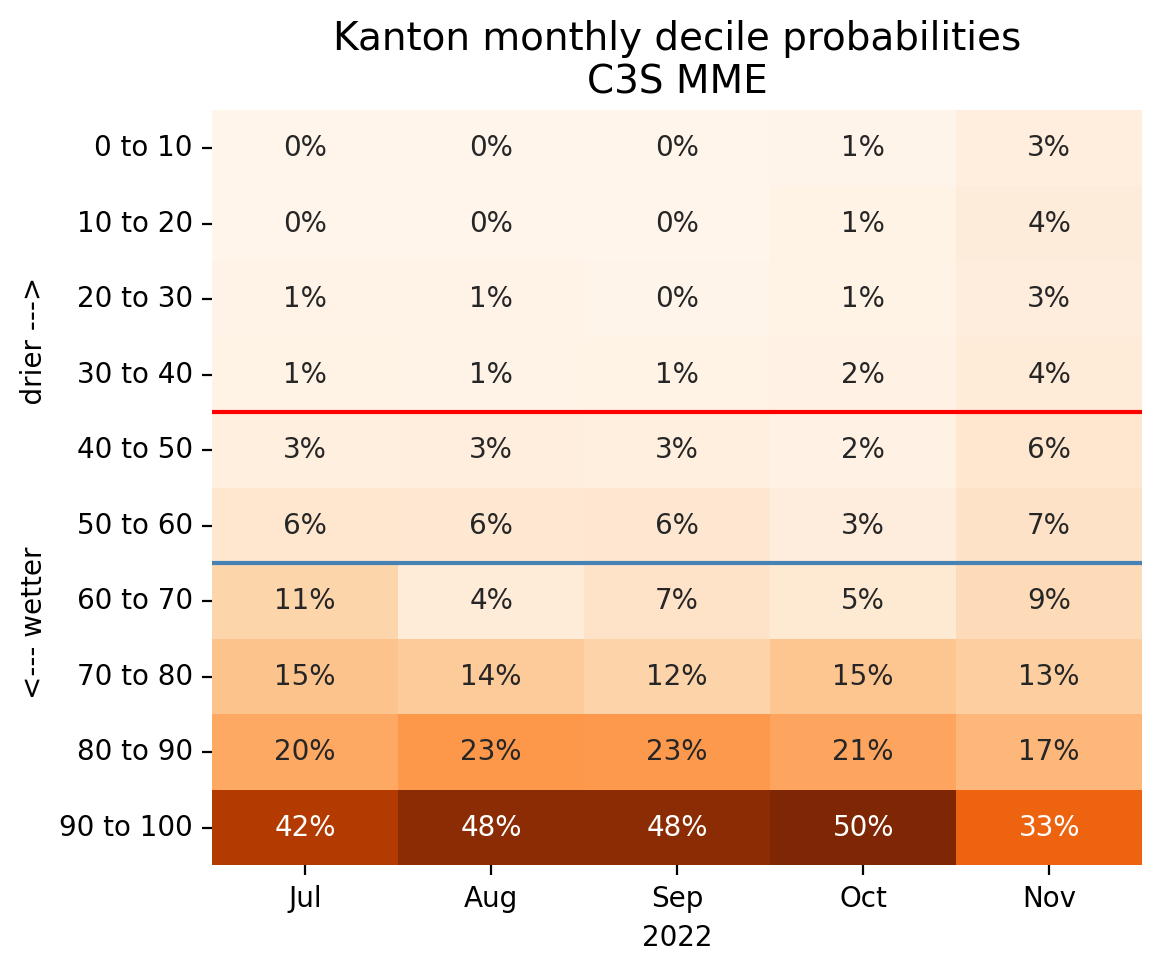 Kanton monthly decile probabilities
C3S MME
0 to 10 0% 0% 0% 1% 3%
10 to 20 0% 0% 0% 1% 4%
20 to 30 1% 1% 0% 1% 3%
30 to 40 1% 1% 1% 2% 4%
40 to 50 3% 3% 3% 2% 6%
50 to 60 6% 6% 6% 3% 7%
60 to 70 11% 4% 7% 5% 9%
70 to 80 15% 14% 12% 15% 13%
80 to 90 20% 23% 23% 21% 17%
90 to 100 42% 48% 48% 50% 33%
Jul Aug Sep Oct Nov
2022
<--- wetter drier --->